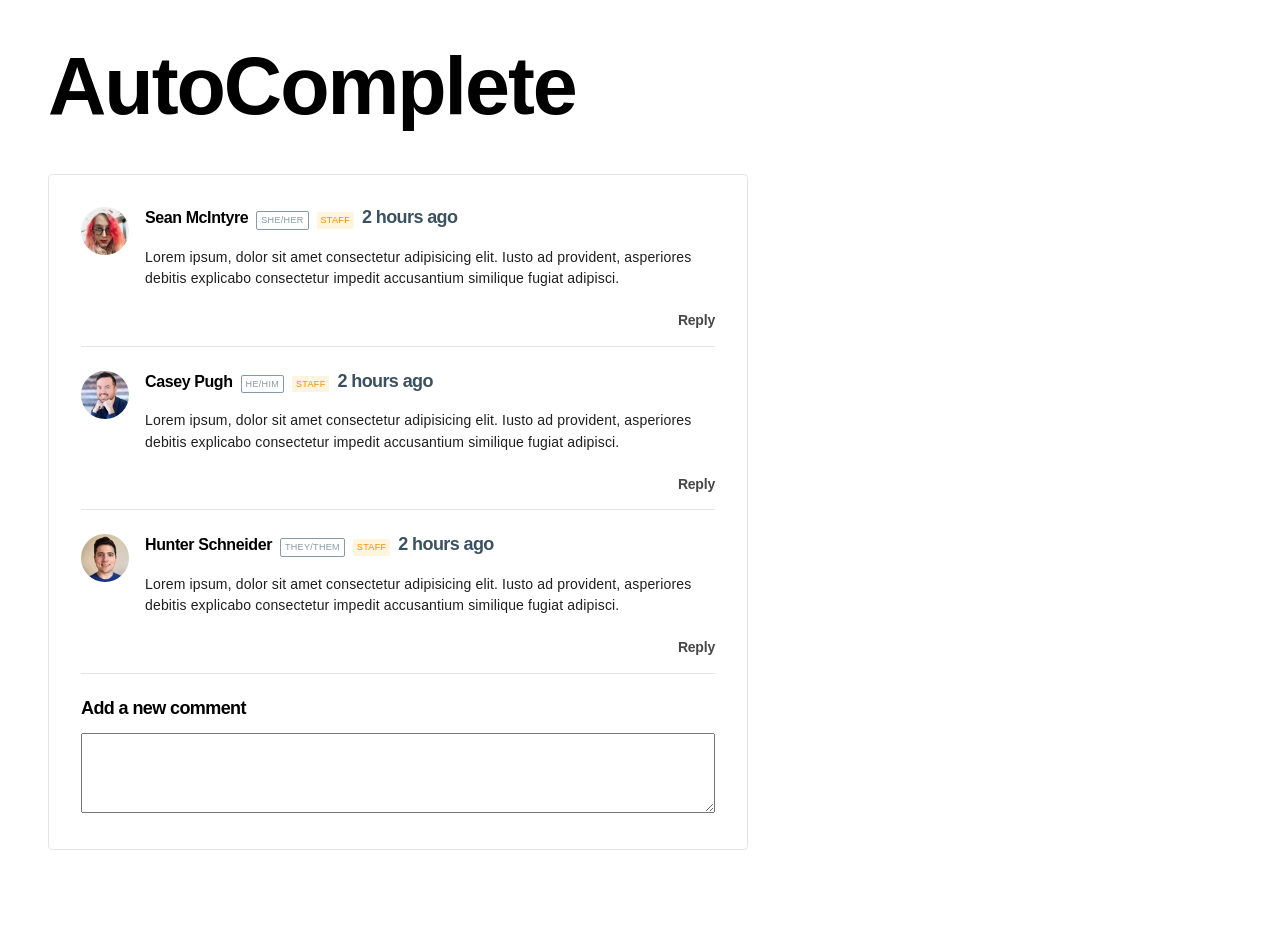 AutoComplete
Sean McIntyre SHE/HER STAFF 2 hours ago
Lorem ipsum, dolor sit amet consectetur adipisicing elit. Iusto ad provident, asperiores
debitis explicabo consectetur impedit accusantium similique fugiat adipisci.
Reply
Casey Pugh HE/HIM STAFF 2 hours ago
Lorem ipsum, dolor sit amet consectetur adipisicing elit. Iusto ad provident, asperiores
debitis explicabo consectetur impedit accusantium similique fugiat adipisci.
Reply
Hunter Schneider THEY/THEM STAFF 2 hours ago
Lorem ipsum, dolor sit amet consectetur adipisicing elit. Iusto ad provident, asperiores
debitis explicabo consectetur impedit accusantium similique fugiat adipisci.
Reply
Add a new comment